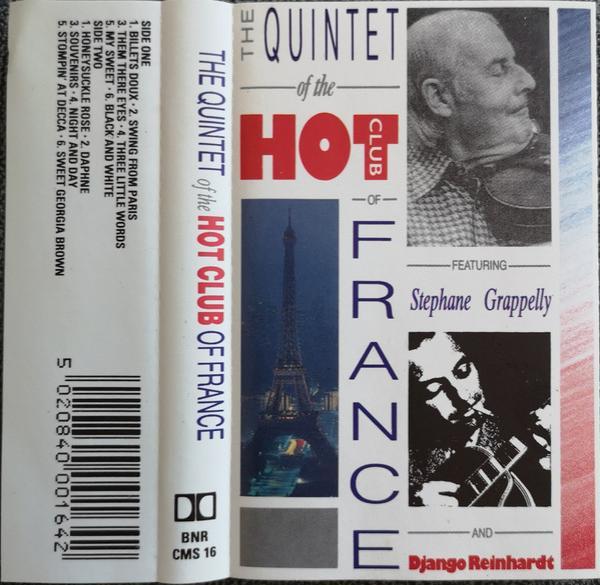 SIDE ONE
1. BILLETS DOUX · 2. SWING FROM PARIS
3. THEM THERE EYES · 4. THREE LITTLE WORDS
5. MY SWEET · 6. BLACK AND WHITE
SIDE TWO
1. HONEYSUCKLE ROSE · 2. DAPHNE
3. SOUVENIRS · 4. NIGHT AND DAY
5. STOMPIN' AT DECCA · 6. SWEET GEORGIA BROWN
5 020840 001642
THE QUINTET of the HOT CLUB OF FRANCE
BNR
CMS 16
THE QUINTET
of the
HOT CLUB
OF
FRANCE
FEATURING
Stephane Grappelly
AND
Django Reinhardt